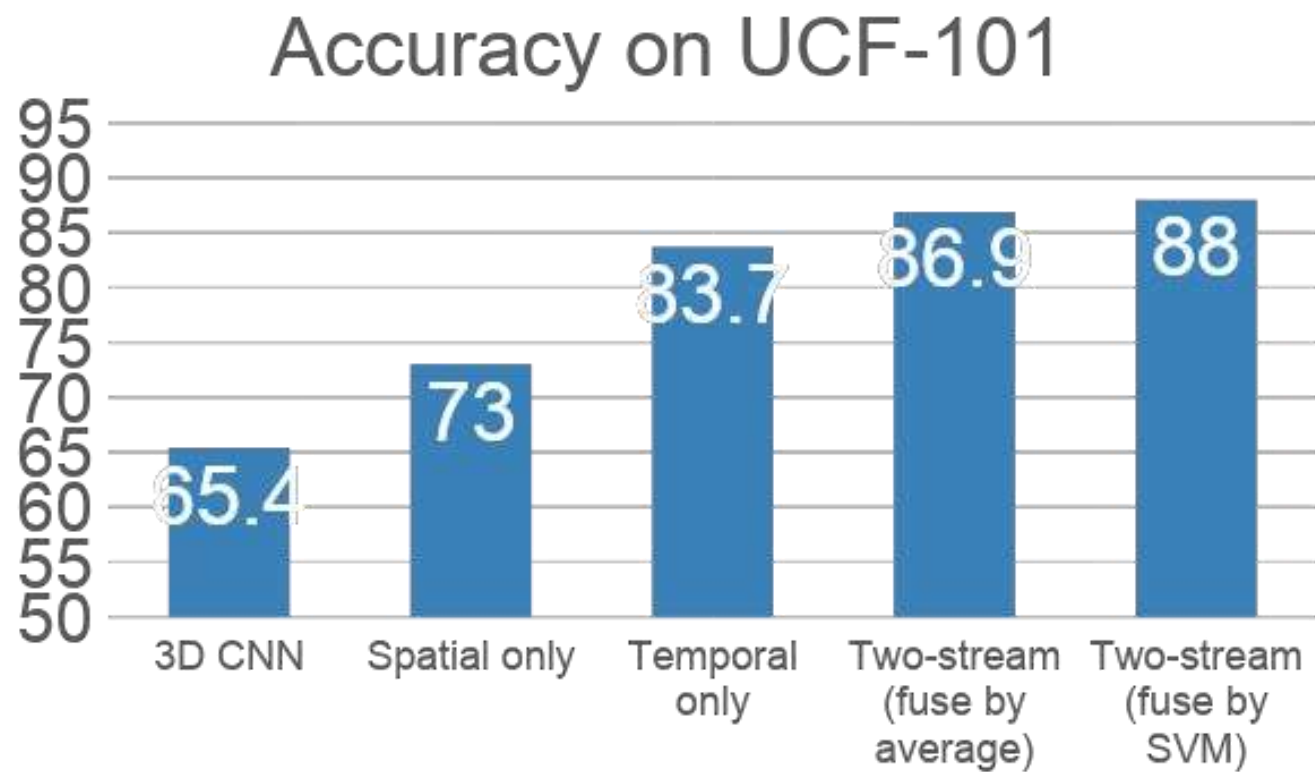 Accuracy on UCF-101
95
90
85
80
75
70
65
60
55
50
65.4
73
83.7
86.9
88
3D CNN
Spatial only
Temporal
only
Two-stream
(fuse by
average)
Two-stream
(fuse by
SVM)